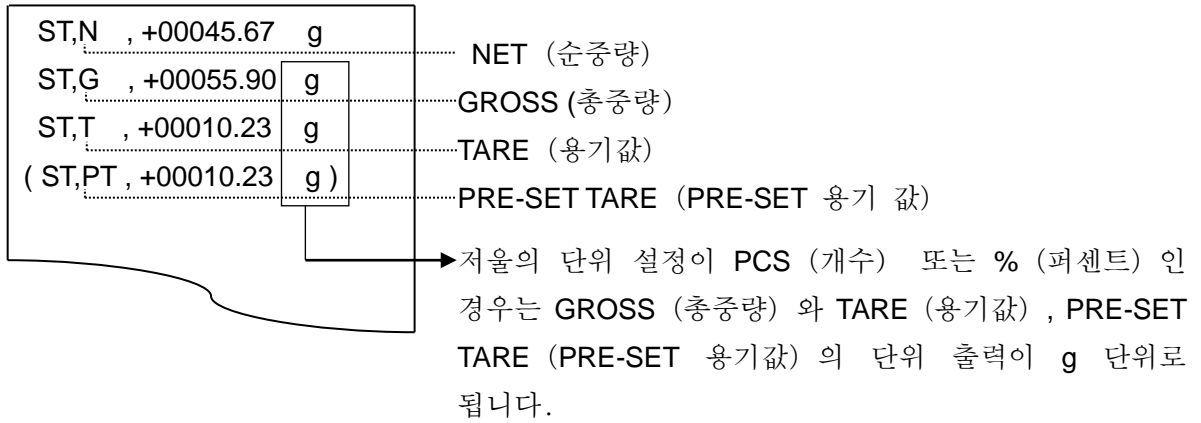 ST,N , +00045.67 g
NET (순중량)
ST,G , +00055.90 g
GROSS (총중량)
ST,T , +00010.23 g
TARE (용기값)
( ST,PT , +00010.23 g )
PRE-SET TARE (PRE-SET 용기 값)
저울의 단위 설정이 PCS (개수) 또는 % (퍼센트) 인
경우는 GROSS (총중량) 와 TARE (용기값) , PRE-SET
TARE (PRE-SET 용기값) 의 단위 출력이 g 단위로
됩니다.